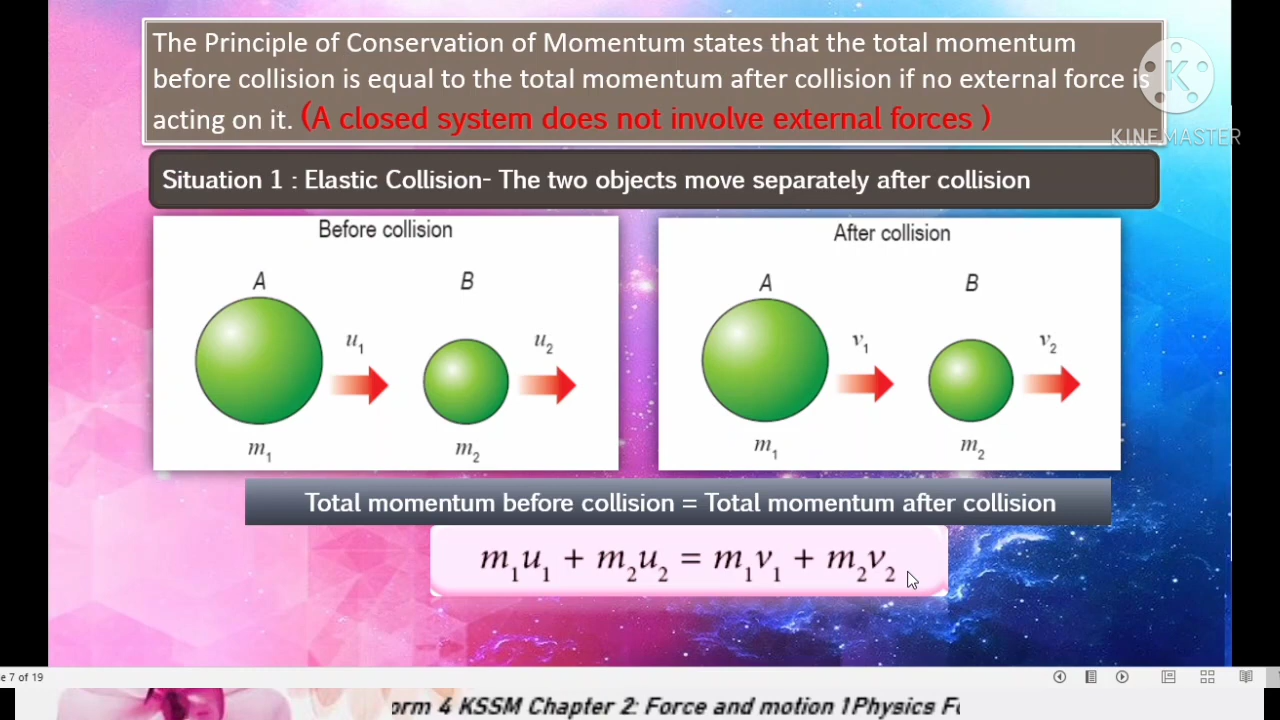 The Principle of Conservation of Momentum states that the total momentum
before collision is equal to the total momentum after collision if no external force is
acting on it. (A closed system does not involve external forces )
K
KINEMASTER
Situation 1 : Elastic Collision- The two objects move separately after collision
Before collision
A B
u₁ u₂
m₁ m₂
After collision
A B
v₁ v₂
m₁ m₂
Total momentum before collision = Total momentum after collision
m₁u₁ + m₂u₂ = m₁v₁ + m₂v₂
e 7 of 19
orm 4 KSSM Chapter 2: Force and motion 1Physics Fo